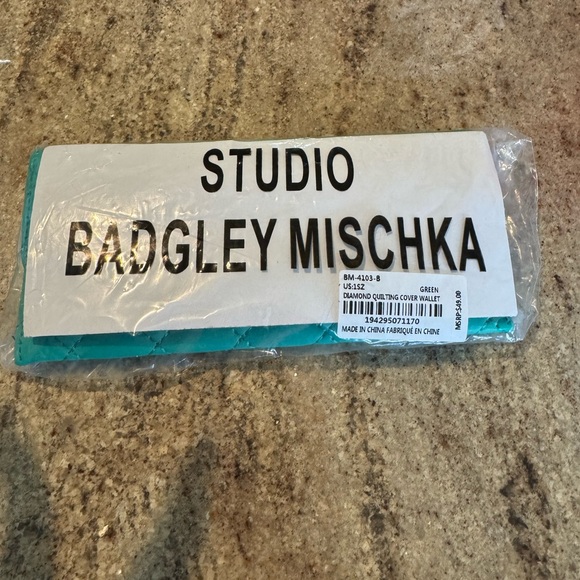 STUDIO
BADGLEY MISCHKA
BM-4103-B
US:1SZ GREEN
DIAMOND QUILTING COVER WALLET
194295071170
MADE IN CHINA FABRIQUÉ EN CHINE
MSRP:$49.00